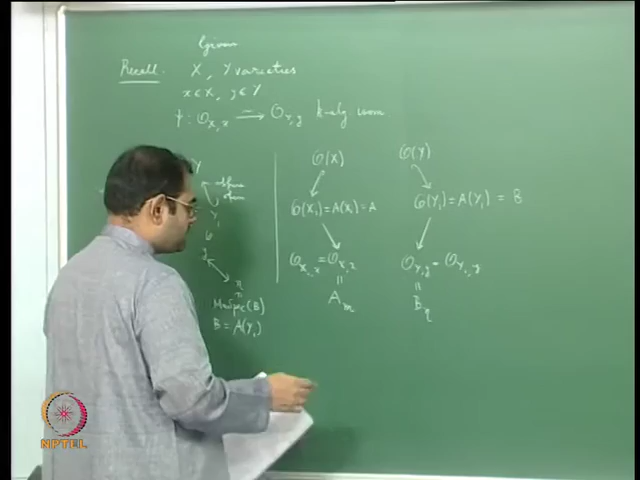 Given
Recall. X, Y varieties
x ∈ X, y ∈ Y
φ: O_{X,x} → O_{Y,y} k-alg isom
Y
affine
open
Y_1
y
η
MaxSpec(B)
B = A(Y_1)
O(X)
O(X_1) = A(X_1) = A
O_{X_1,x} = O_{X,x}
=
A_m
O(Y)
O(Y_1) = A(Y_1) = B
O_{Y,y} = O_{Y_1,y}
=
B_η
NPTEL